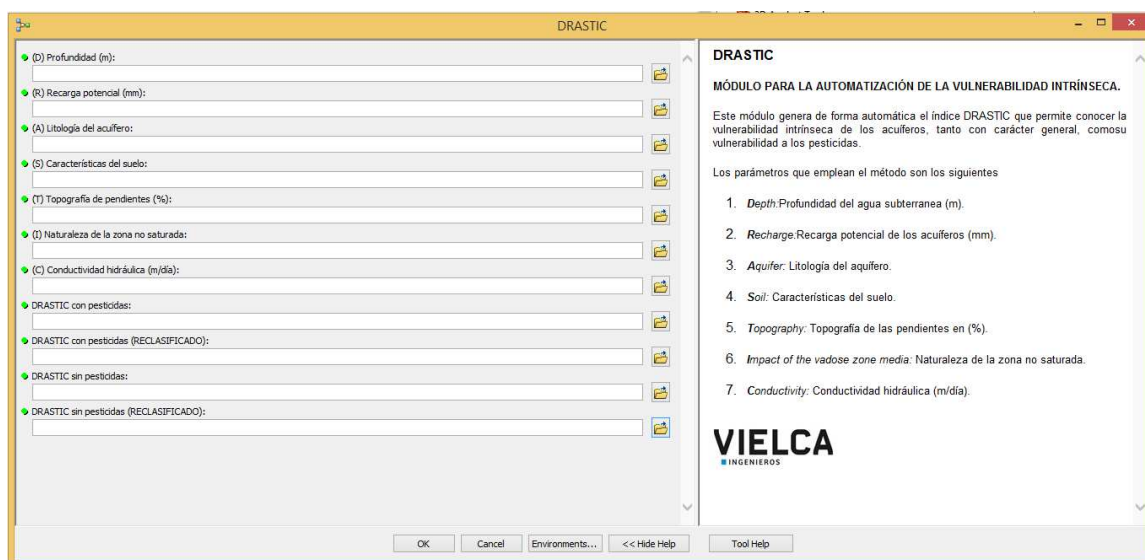 DRASTIC
(D) Profundidad (m):
(R) Recarga potencial (mm):
(A) Litología del acuífero:
(S) Características del suelo:
(T) Topografía de pendientes (%):
(I) Naturaleza de la zona no saturada:
(C) Conductividad hidráulica (m/día):
DRASTIC con pesticidas:
DRASTIC con pesticidas (RECLASIFICADO):
DRASTIC sin pesticidas:
DRASTIC sin pesticidas (RECLASIFICADO):
DRASTIC
MÓDULO PARA LA AUTOMATIZACIÓN DE LA VULNERABILIDAD INTRÍNSECA.
Este módulo genera de forma automática el índice DRASTIC que permite conocer la
vulnerabilidad intrínseca de los acuíferos, tanto con carácter general, comosu
vulnerabilidad a los pesticidas.
Los parámetros que emplean el método son los siguientes
1. Depth:Profundidad del agua subterranea (m).
2. Recharge:Recarga potencial de los acuíferos (mm).
3. Aquifer: Litología del aquífero.
4. Soil: Características del suelo.
5. Topography: Topografía de las pendientes en (%).
6. Impact of the vadose zone media: Naturaleza de la zona no saturada.
7. Conductivity: Conductividad hidráulica (m/día).
VIELCA
INGENIEROS
OK
Cancel
Environments...
<< Hide Help
Tool Help